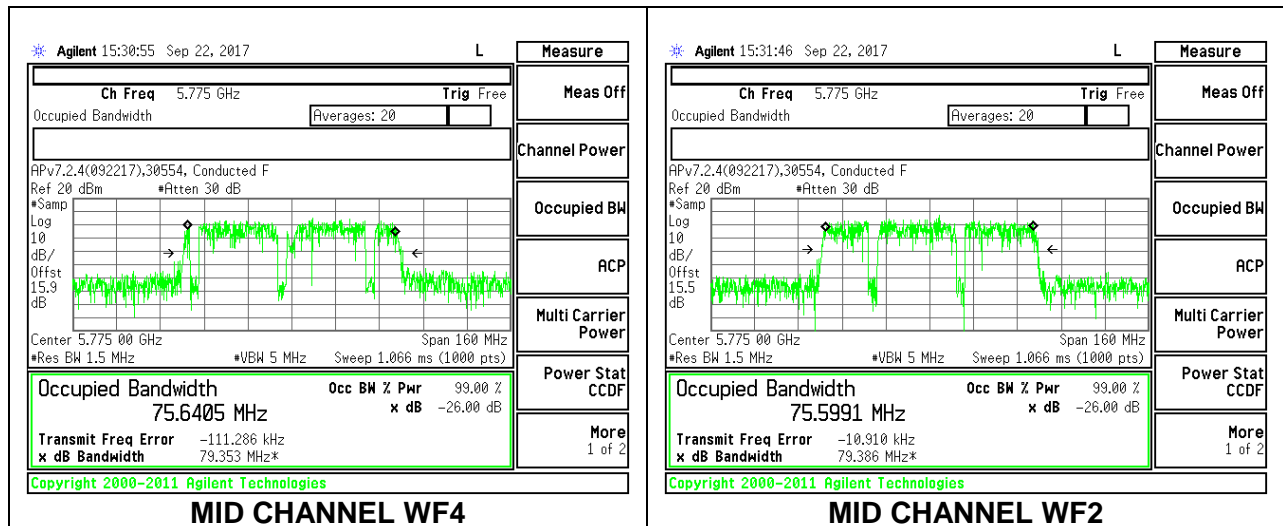 Agilent 15:30:55 Sep 22, 2017 L
Measure
Ch Freq 5.775 GHz Trig Free
Meas Off
Occupied Bandwidth Averages: 20
Channel Power
APv7.2.4(092217),30554, Conducted F
Ref 20 dBm #Atten 30 dB
#Samp
Occupied BW
Log
10
dB/
ACP
Offst
15.9
dB
Multi Carrier
Power
Center 5.775 00 GHz Span 160 MHz
#Res BW 1.5 MHz #VBW 5 MHz Sweep 1.066 ms (1000 pts)
Power Stat
CCDF
Occupied Bandwidth Occ BW % Pwr 99.00 %
75.6405 MHz x dB -26.00 dB
More
1 of 2
Transmit Freq Error -111.286 kHz
x dB Bandwidth 79.353 MHz*
Copyright 2000-2011 Agilent Technologies
MID CHANNEL WF4
Agilent 15:31:46 Sep 22, 2017 L
Measure
Ch Freq 5.775 GHz Trig Free
Meas Off
Occupied Bandwidth Averages: 20
Channel Power
APv7.2.4(092217),30554, Conducted F
Ref 20 dBm #Atten 30 dB
#Samp
Occupied BW
Log
10
dB/
ACP
Offst
15.5
dB
Multi Carrier
Power
Center 5.775 00 GHz Span 160 MHz
#Res BW 1.5 MHz #VBW 5 MHz Sweep 1.066 ms (1000 pts)
Power Stat
CCDF
Occupied Bandwidth Occ BW % Pwr 99.00 %
75.5991 MHz x dB -26.00 dB
More
1 of 2
Transmit Freq Error -10.910 kHz
x dB Bandwidth 79.386 MHz*
Copyright 2000-2011 Agilent Technologies
MID CHANNEL WF2